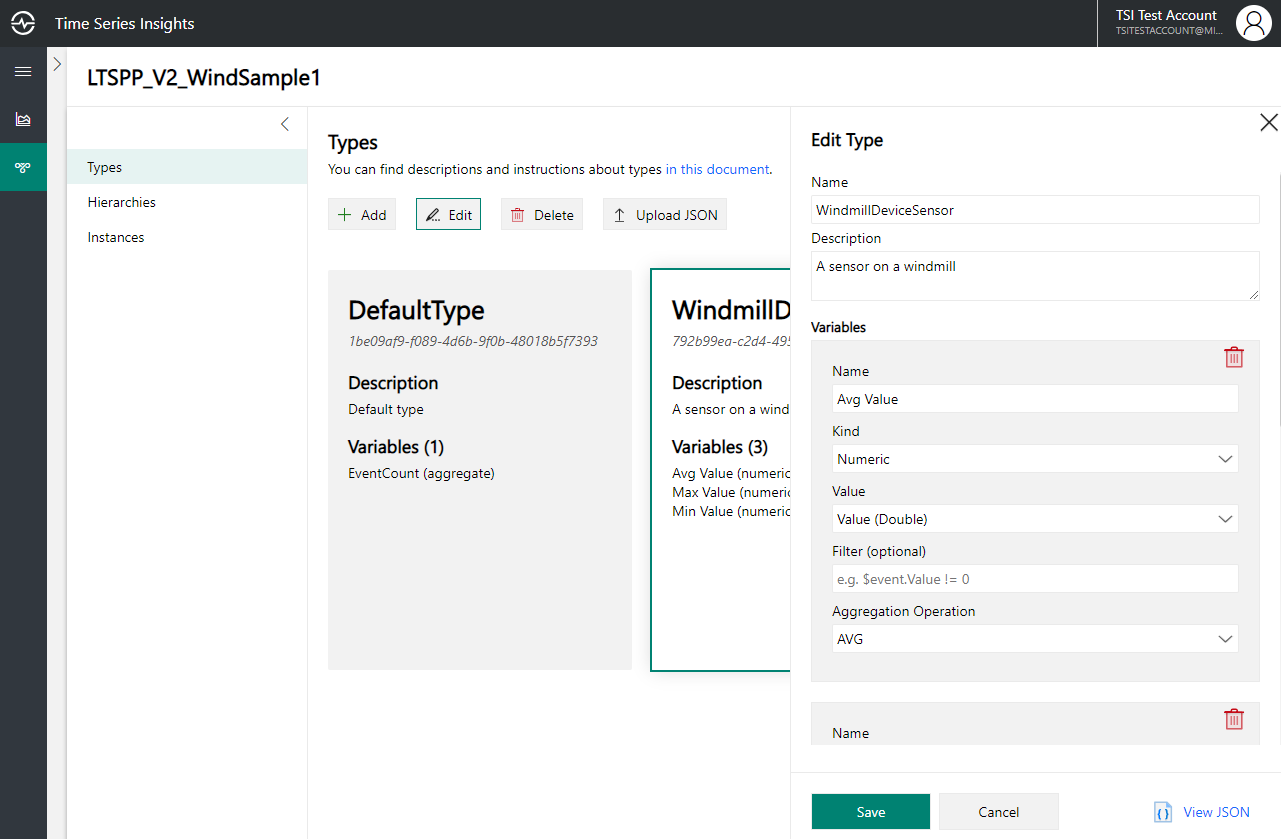 Time Series Insights
TSI Test Account
TSITESTACCOUNT@MI...
LTSPP_V2_WindSample1
Types
Hierarchies
Instances
Types
You can find descriptions and instructions about types in this document.
Add
Edit
Delete
Upload JSON
DefaultType
1be09af9-f089-4d6b-9f0b-48018b5f7393
Description
Default type
Variables (1)
EventCount (aggregate)
WindmillD
792b99ea-c2d4-495
Description
A sensor on a wind
Variables (3)
Avg Value (numeric
Max Value (numeric
Min Value (numeric
Edit Type
Name
WindmillDeviceSensor
Description
A sensor on a windmill
Variables
Name
Avg Value
Kind
Numeric
Value
Value (Double)
Filter (optional)
e.g. $event.Value != 0
Aggregation Operation
AVG
Name
Save
Cancel
View JSON